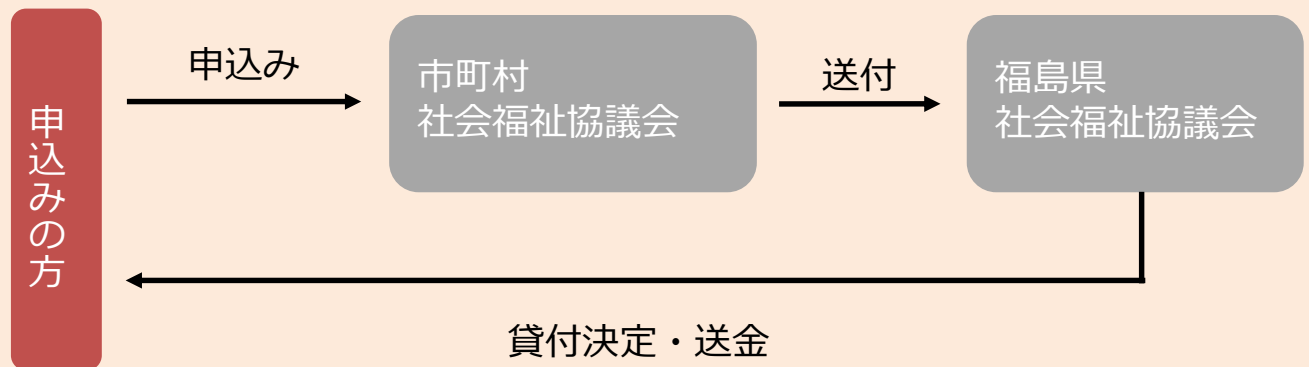 申込みの方
申込み
市町村
社会福祉協議会
送付
福島県
社会福祉協議会
貸付決定・送金